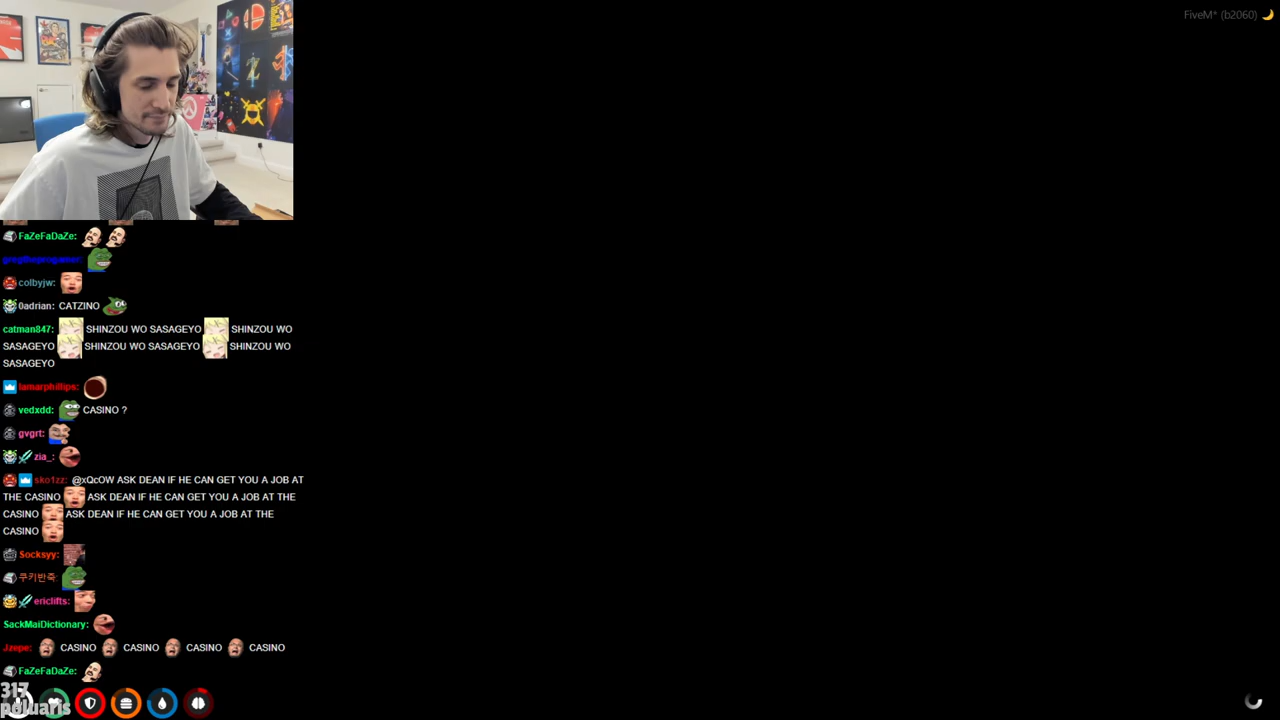 FiveM* (b2060)
FaZeFaDaZe:
colbyjw:
0adrian: CATZINO
catman847: SHINZOU WO SASAGEYO SHINZOU WO
SASAGEYO SHINZOU WO SASAGEYO SHINZOU WO
SASAGEYO
lamarphillips:
vedxdd: CASINO ?
gvgrt:
zia_:
sko1zz: @xQcOW ASK DEAN IF HE CAN GET YOU A JOB AT
THE CASINO ASK DEAN IF HE CAN GET YOU A JOB AT THE
CASINO ASK DEAN IF HE CAN GET YOU A JOB AT THE
CASINO
Socksyy:
쿠키반죽:
ericlifts:
SackMaiDictionary:
Jzepe: CASINO CASINO CASINO CASINO
FaZeFaDaZe:
317